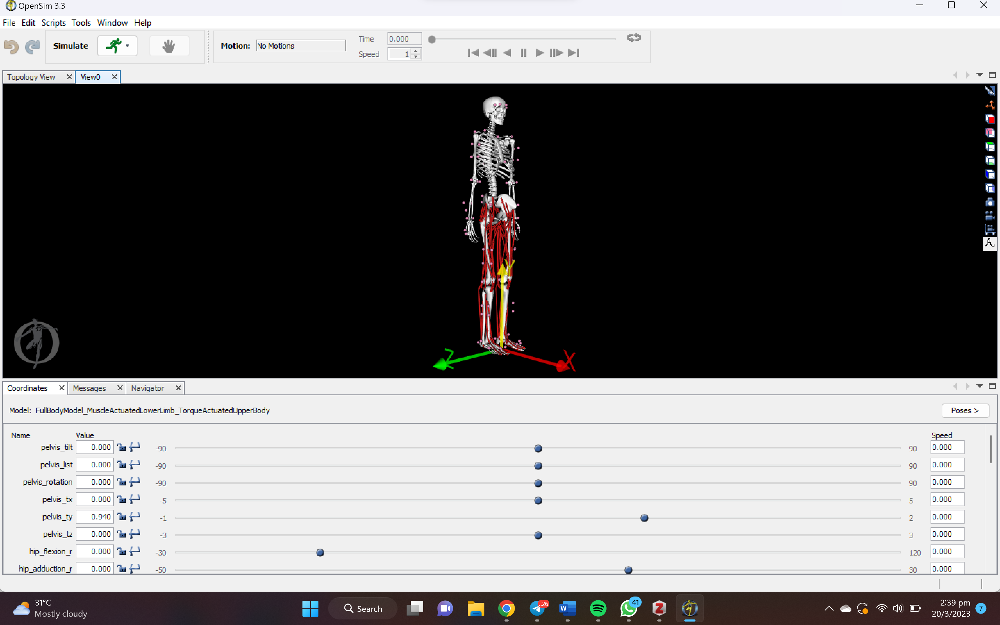 OpenSim 3.3
File Edit Scripts Tools Window Help
Simulate
Motion: No Motions
Time 0.000
Speed 1
Topology View View0
Y
Z X
Coordinates Messages Navigator
Model: FullBodyModel_MuscleActuatedLowerLimb_TorqueActuatedUpperBody Poses >
Name Value Speed
pelvis_tilt 0.000 -90 90 0.000
pelvis_list 0.000 -90 90 0.000
pelvis_rotation 0.000 -90 90 0.000
pelvis_tx 0.000 -5 5 0.000
pelvis_ty 0.940 -1 2 0.000
pelvis_tz 0.000 -3 3 0.000
hip_flexion_r 0.000 -30 120 0.000
hip_adduction_r 0.000 -50 30 0.000
31°C
Mostly cloudy
Search
..26
W
41
Z
2:39 pm
20/3/2023
7